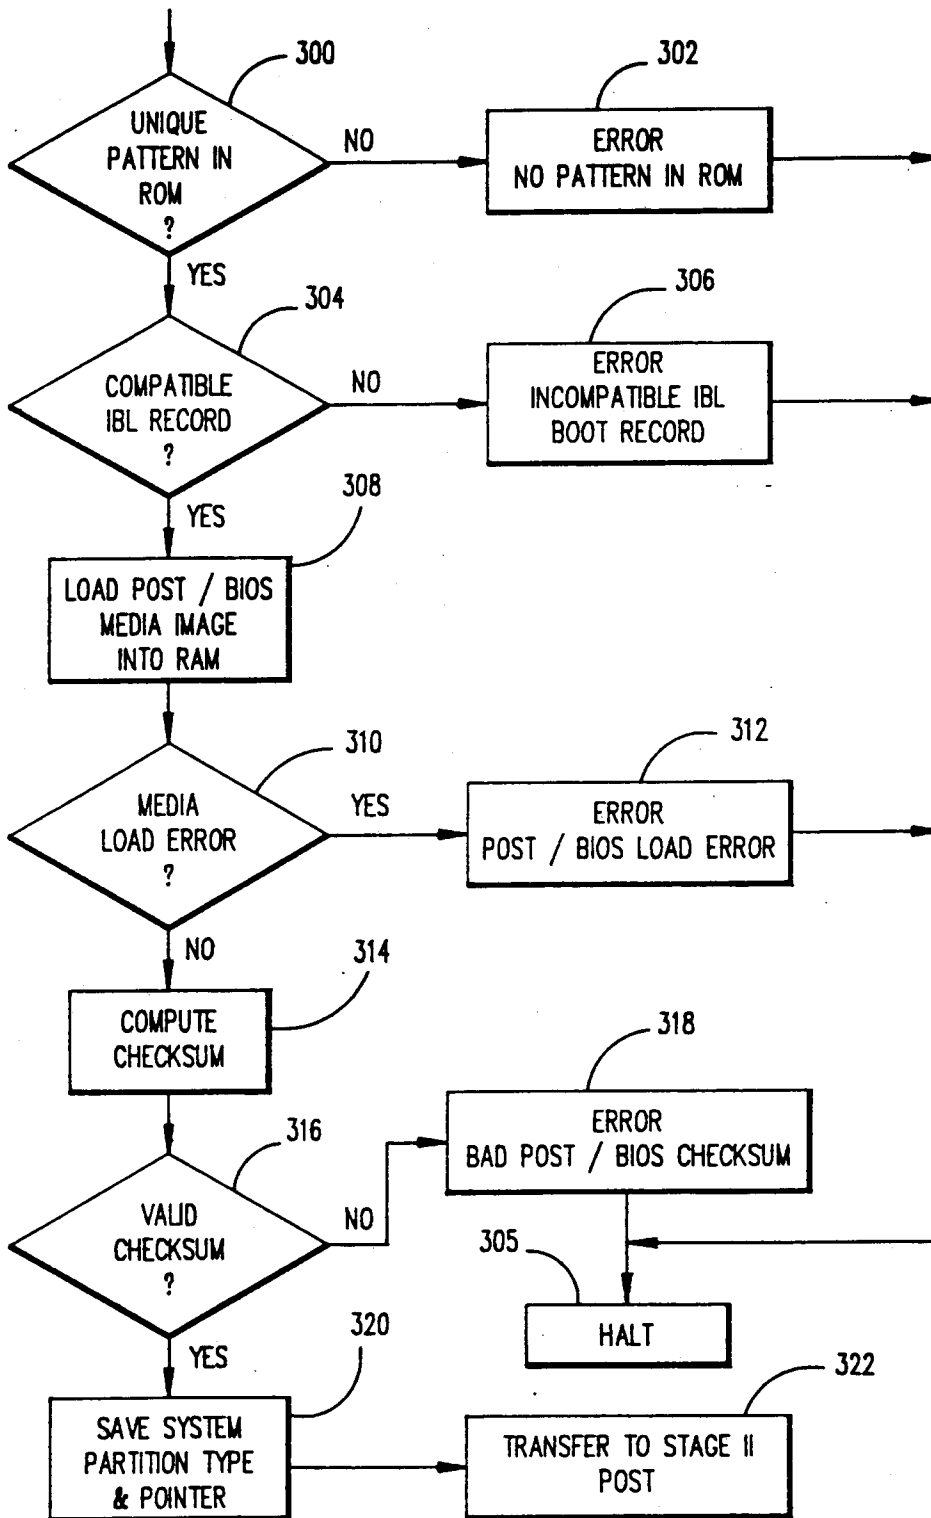 300
UNIQUE
PATTERN IN
ROM
?
NO
302
ERROR
NO PATTERN IN ROM
YES
304
COMPATIBLE
IBL RECORD
?
NO
306
ERROR
INCOMPATIBLE IBL
BOOT RECORD
YES
308
LOAD POST / BIOS
MEDIA IMAGE
INTO RAM
310
MEDIA
LOAD ERROR
?
YES
312
ERROR
POST / BIOS LOAD ERROR
NO
314
COMPUTE
CHECKSUM
316
VALID
CHECKSUM
?
NO
318
ERROR
BAD POST / BIOS CHECKSUM
305
HALT
YES
320
SAVE SYSTEM
PARTITION TYPE
& POINTER
322
TRANSFER TO STAGE II
POST